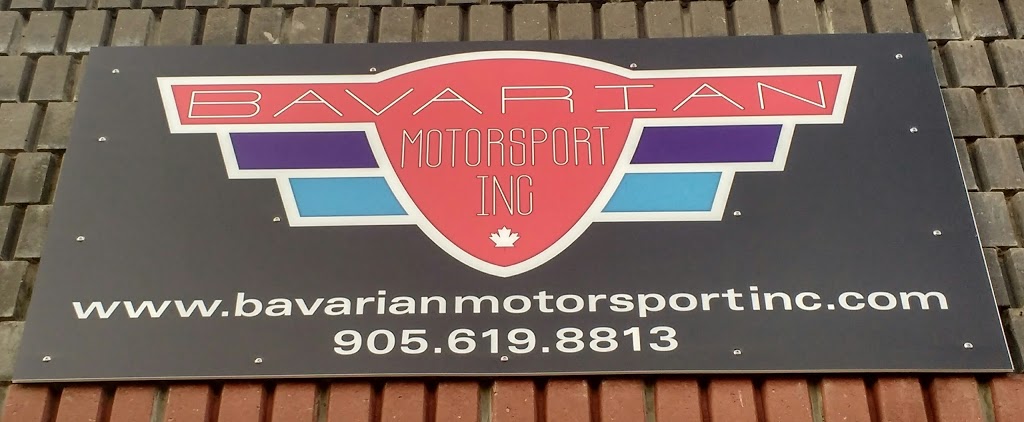 BAVARIAN
MOTORSPORT
INC
www.bavarianmotorsportinc.com
905.619.8813